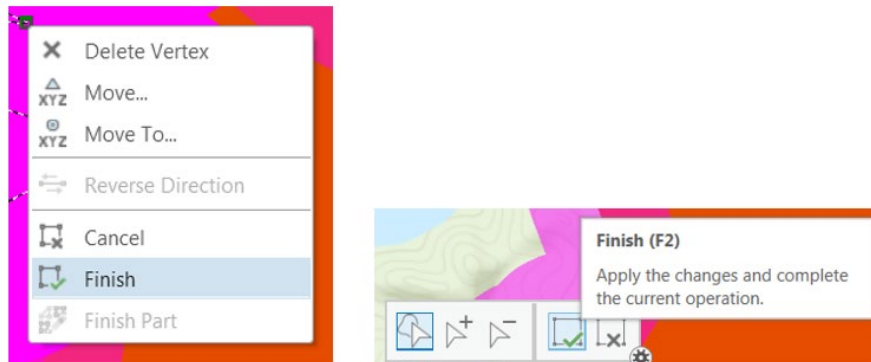 Delete Vertex
XYZ Move...
XYZ Move To...
Reverse Direction
Cancel
Finish
Finish Part
Finish (F2)
Apply the changes and complete
the current operation.